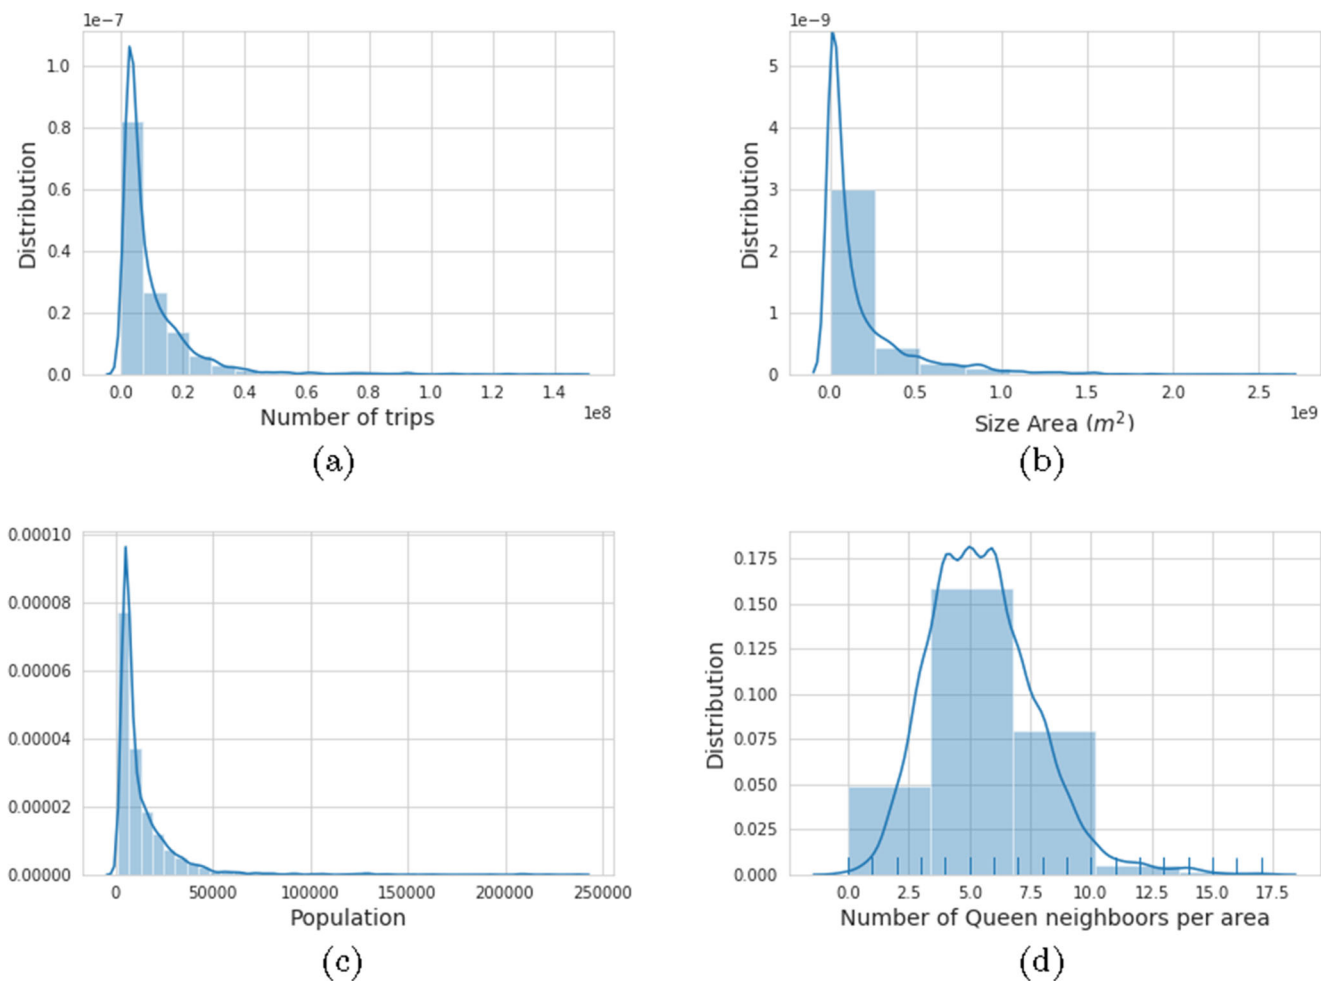 1e−7
1.0
0.8
0.6
0.4
0.2
0.0
Distribution
0.0 0.2 0.4 0.6 0.8 1.0 1.2 1.4
1e8
Number of trips
(a)
1e−9
5
4
3
2
1
0
Distribution
0.0 0.5 1.0 1.5 2.0 2.5
1e9
Size Area (m²)
(b)
0.00010
0.00008
0.00006
0.00004
0.00002
0.00000
0 50000 100000 150000 200000 250000
Population
(c)
0.175
0.150
0.125
0.100
0.075
0.050
0.025
0.000
Distribution
0.0 2.5 5.0 7.5 10.0 12.5 15.0 17.5
Number of Queen neighboors per area
(d)